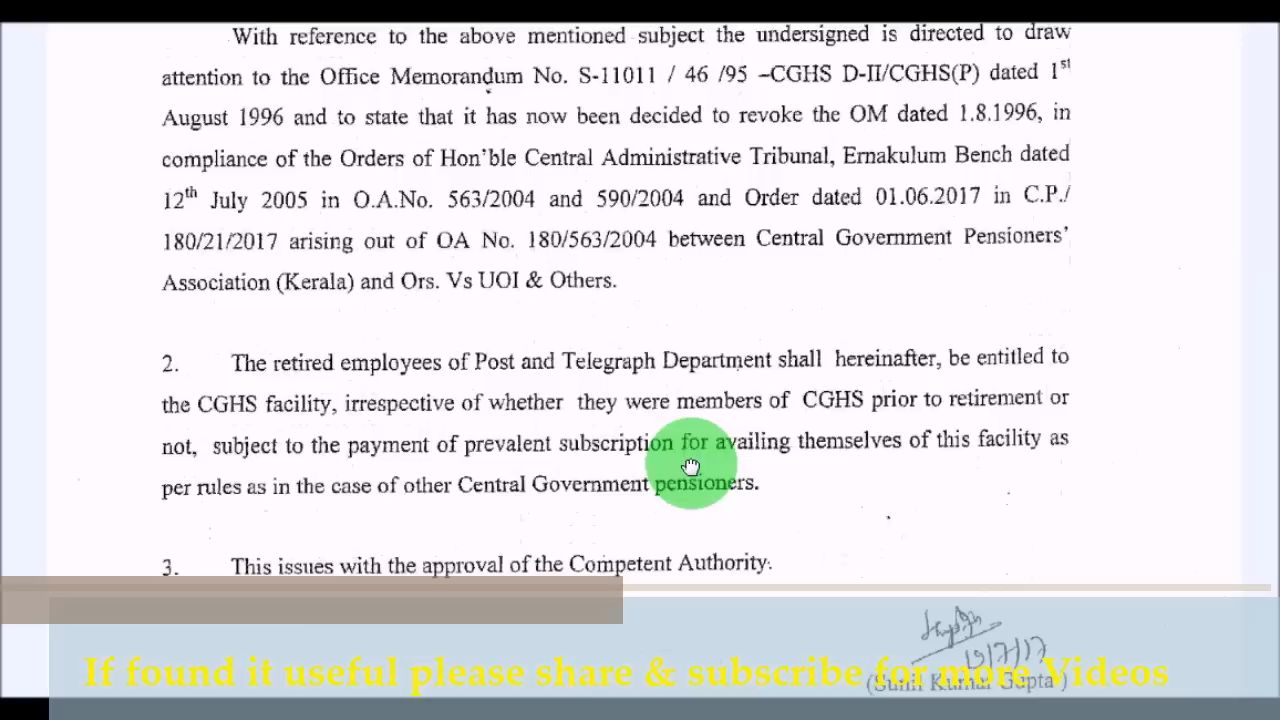 With reference to the above mentioned subject the undersigned is directed to draw
attention to the Office Memorandum No. S-11011 / 46 /95 –CGHS D-II/CGHS(P) dated 1st
August 1996 and to state that it has now been decided to revoke the OM dated 1.8.1996, in
compliance of the Orders of Hon'ble Central Administrative Tribunal, Ernakulum Bench dated
12th July 2005 in O.A.No. 563/2004 and 590/2004 and Order dated 01.06.2017 in C.P./
180/21/2017 arising out of OA No. 180/563/2004 between Central Government Pensioners'
Association (Kerala) and Ors. Vs UOI & Others.
2. The retired employees of Post and Telegraph Department shall hereinafter, be entitled to
the CGHS facility, irrespective of whether they were members of CGHS prior to retirement or
not, subject to the payment of prevalent subscription for availing themselves of this facility as
per rules as in the case of other Central Government pensioners.
3. This issues with the approval of the Competent Authority.
19/7/17
If found it useful please share & subscribe for more Videos
(Sunil Kumar Gupta )